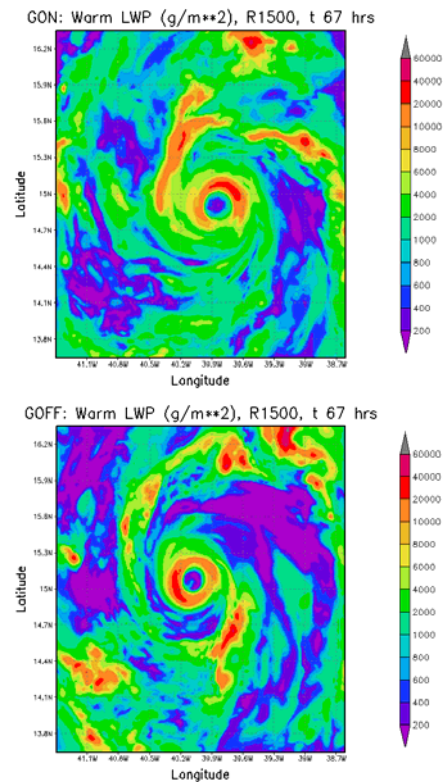 GON: Warm LWP (g/m**2), R1500, t 67 hrs
16.2N
15.9N
15.6N
15.3N
15N
14.7N
14.4N
14.1N
13.8N
Latitude
41.1W 40.8W 40.5W 40.2W 39.9W 39.6W 39.3W 39W 38.7W
Longitude
60000
40000
20000
10000
8000
6000
4000
2000
1000
800
600
400
200
GOFF: Warm LWP (g/m**2), R1500, t 67 hrs
16.2N
15.9N
15.6N
15.3N
15N
14.7N
14.4N
14.1N
13.8N
Latitude
41.1W 40.8W 40.5W 40.2W 39.9W 39.6W 39.3W 39W 38.7W
Longitude
60000
40000
20000
10000
8000
6000
4000
2000
1000
800
600
400
200